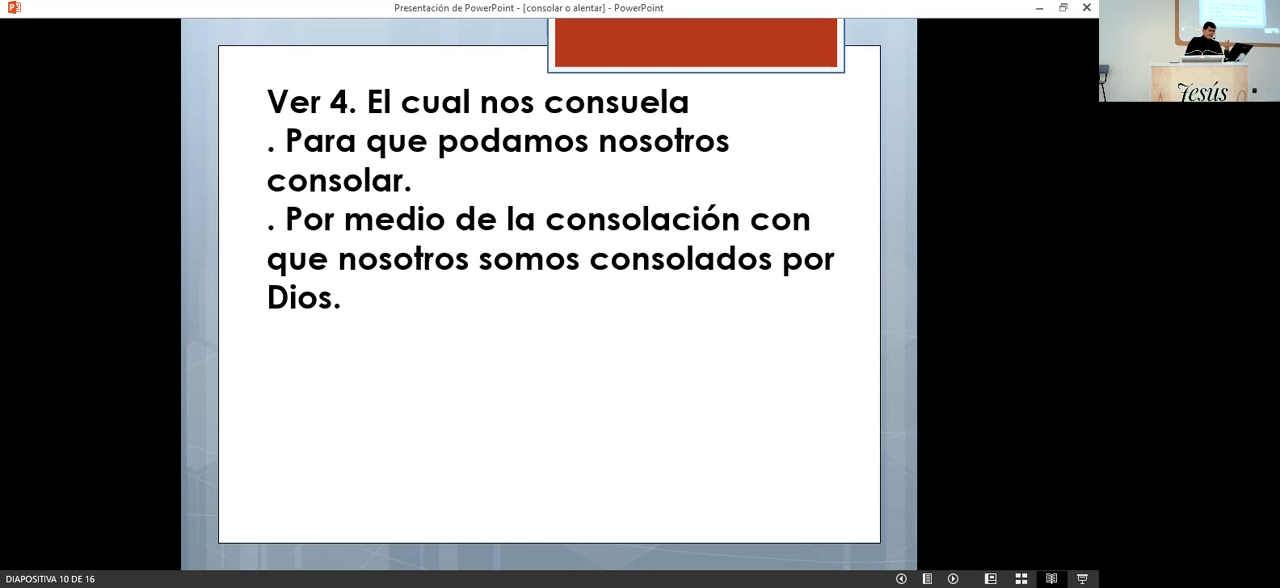 Presentación de PowerPoint - [consolar o alentar] - PowerPoint
Ver 4. El cual nos consuela
. Para que podamos nosotros
consolar.
. Por medio de la consolación con
que nosotros somos consolados por
Dios.
Jesús
DIAPOSITIVA 10 DE 16